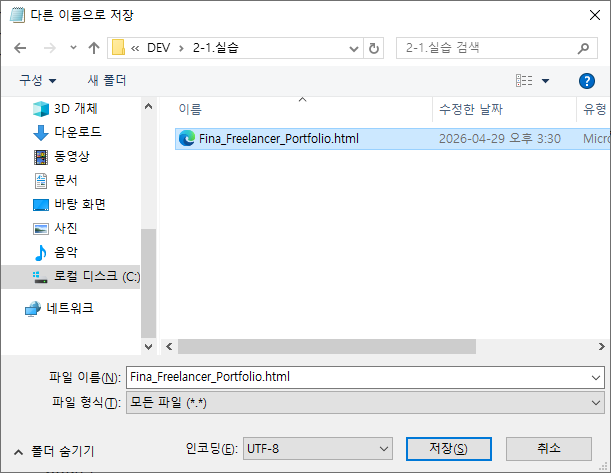 다른 이름으로 저장
« DEV > 2-1.실습
2-1.실습 검색
구성
새 폴더
3D 개체
다운로드
동영상
문서
바탕 화면
사진
음악
로컬 디스크 (C:)
네트워크
이름 수정한 날짜 유형
Fina_Freelancer_Portfolio.html 2026-04-29 오후 3:30 Micro
파일 이름(N): Fina_Freelancer_Portfolio.html
파일 형식(T): 모든 파일 (*.*)
폴더 숨기기
인코딩(E): UTF-8
저장(S)
취소